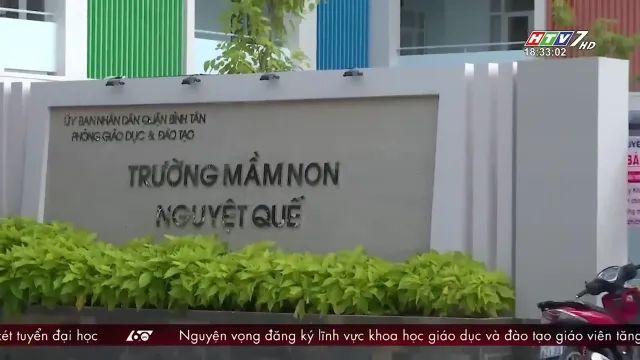 HTV7 HD
18:33:02
ỦY BAN NHÂN DÂN QUẬN BÌNH TÂN
PHÒNG GIÁO DỤC & ĐÀO TẠO
TRƯỜNG MẦM NON
NGUYỆT QUẾ
xét tuyển đại học 60 Nguyện vọng đăng ký lĩnh vực khoa học giáo dục và đào tạo giáo viên tăng